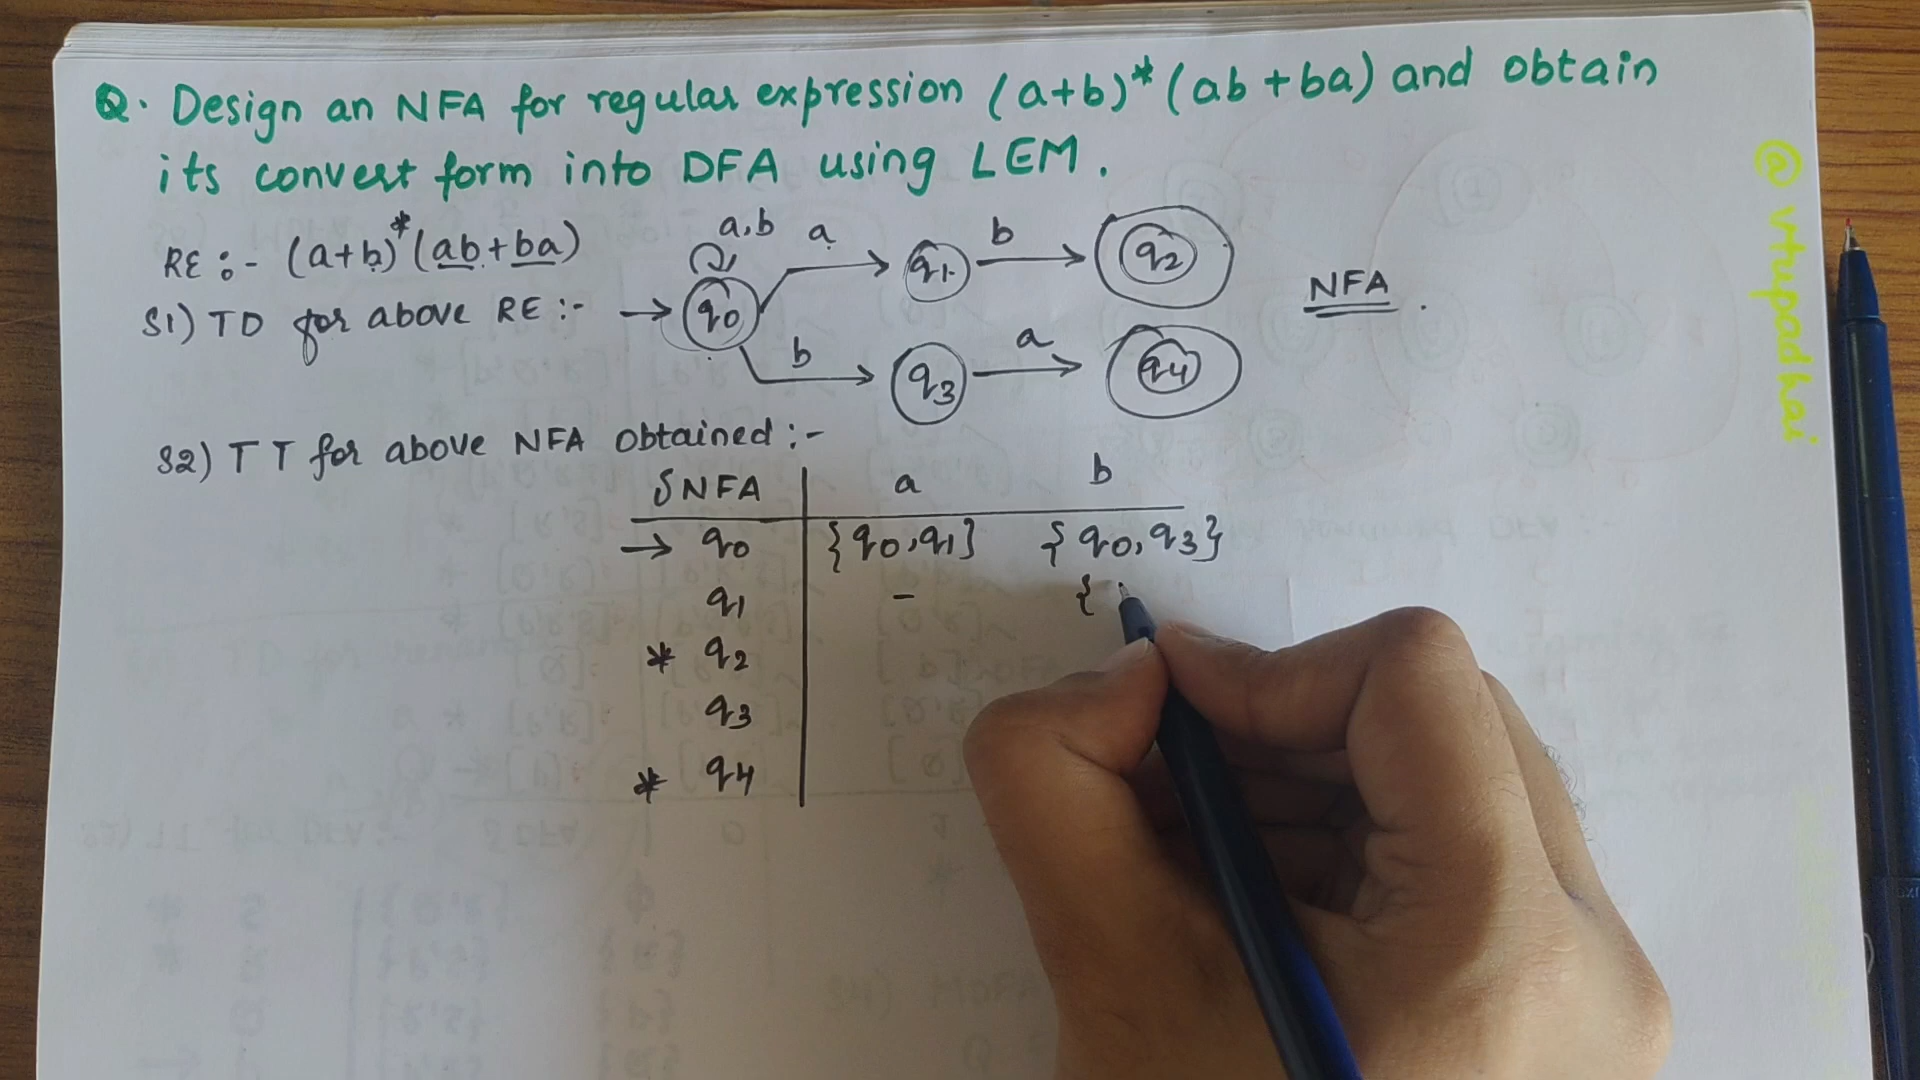 Q. Design an NFA for regular expression (a+b)*(ab+ba) and obtain
its convert form into DFA using LEM.
RE :- (a+b)*(ab+ba)
S1) TD for above RE :-
→ q0
a,b
a
q1
b
q2
b
q3
a
q4
NFA.
S2) TT for above NFA obtained :-
δNFA a b
→ q0 {q0,q1} {q0,q3}
q1 - {
* q2
q3
* q4
@vtupadhai